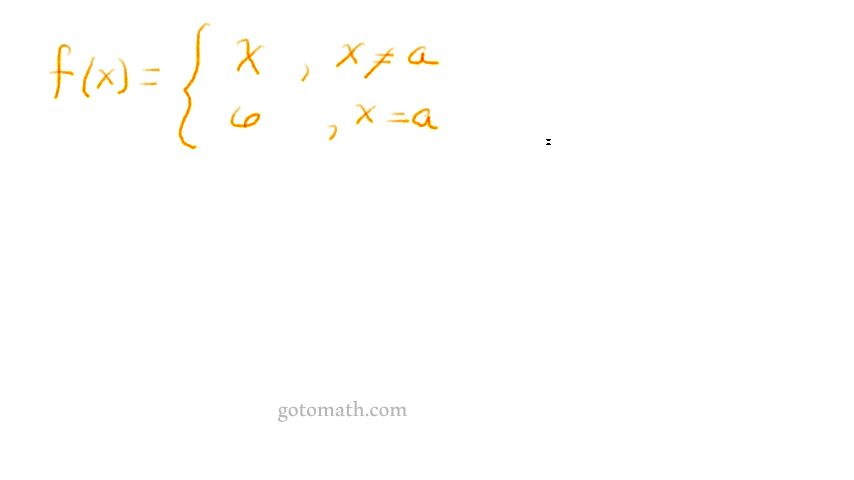 f(x) = { x , x ≠ a
6 , x = a
gotomath.com